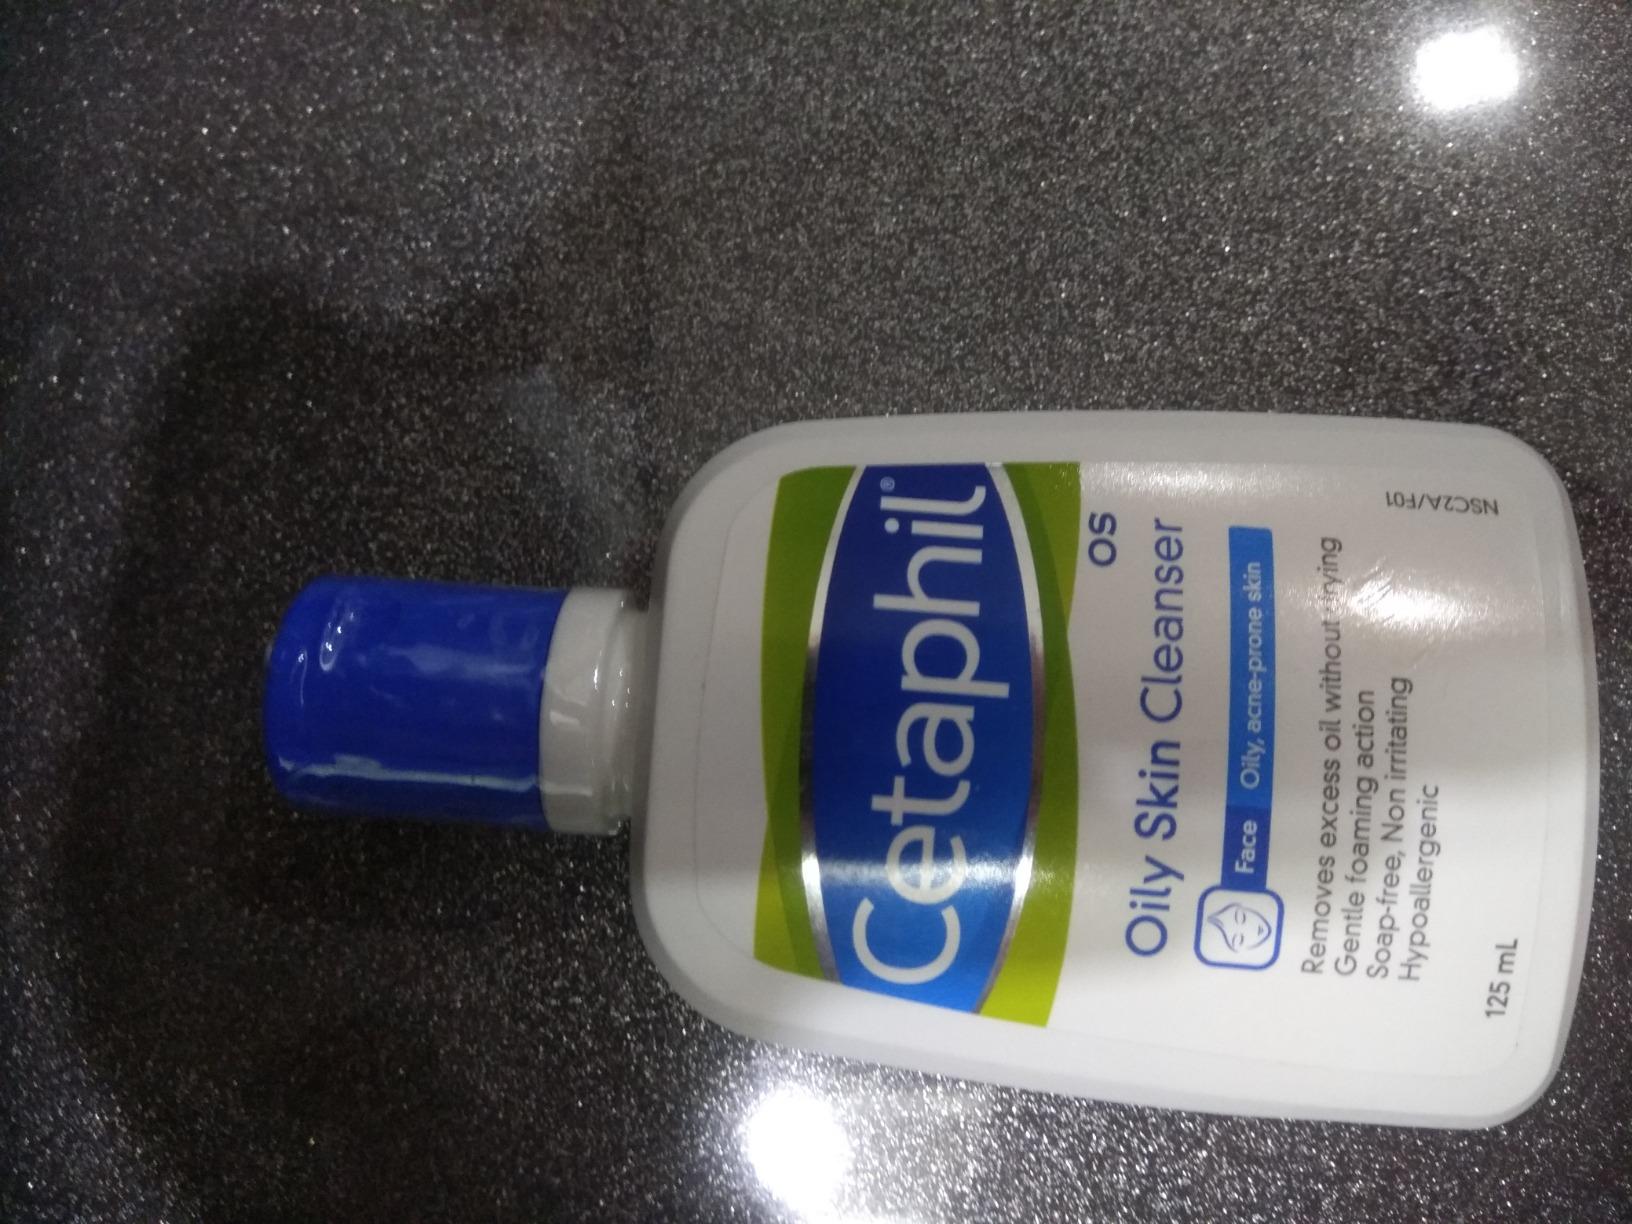 Cetaphil®
OS
Oily Skin Cleanser
Face Oily, acne-prone skin
Removes excess oil without drying
Gentle foaming action
Soap-free, Non irritating
Hypoallergenic
125 mL
NSC2A/F01